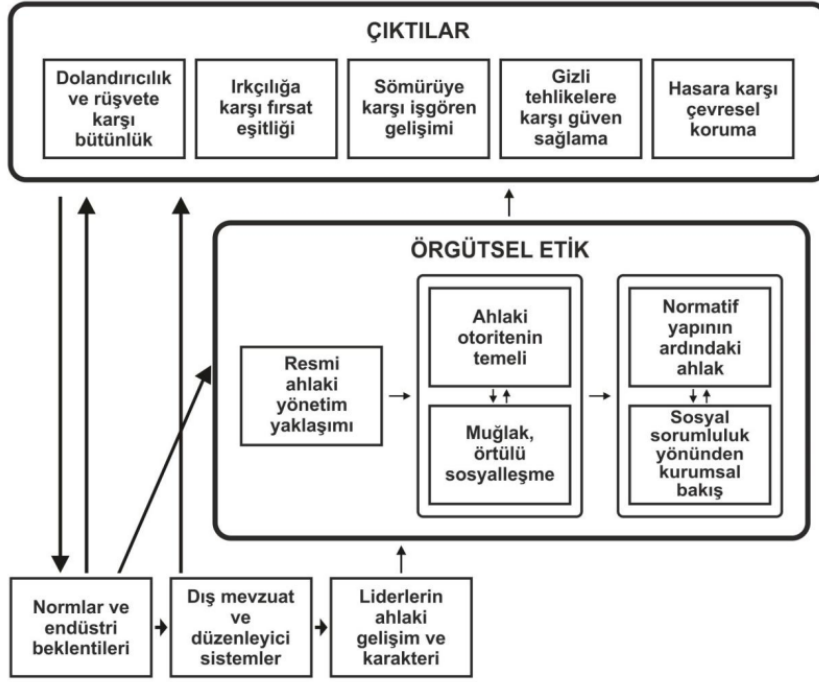 ÇIKTILAR
Dolandırıcılık
ve rüşvete
karşı
bütünlük
Irkçılığa
karşı fırsat
eşitliği
Sömürüye
karşı işgören
gelişimi
Gizli
tehlikelere
karşı güven
sağlama
Hasara karşı
çevresel
koruma
ÖRGÜTSEL ETİK
Resmi
ahlaki
yönetim
yaklaşımı
Ahlaki
otoritenin
temeli
Muğlak,
örtülü
sosyalleşme
Normatif
yapının
ardındaki
ahlak
Sosyal
sorumluluk
yönünden
kurumsal
bakış
Normlar ve
endüstri
beklentileri
Dış mevzuat
ve
düzenleyici
sistemler
Liderlerin
ahlaki
gelişim ve
karakteri